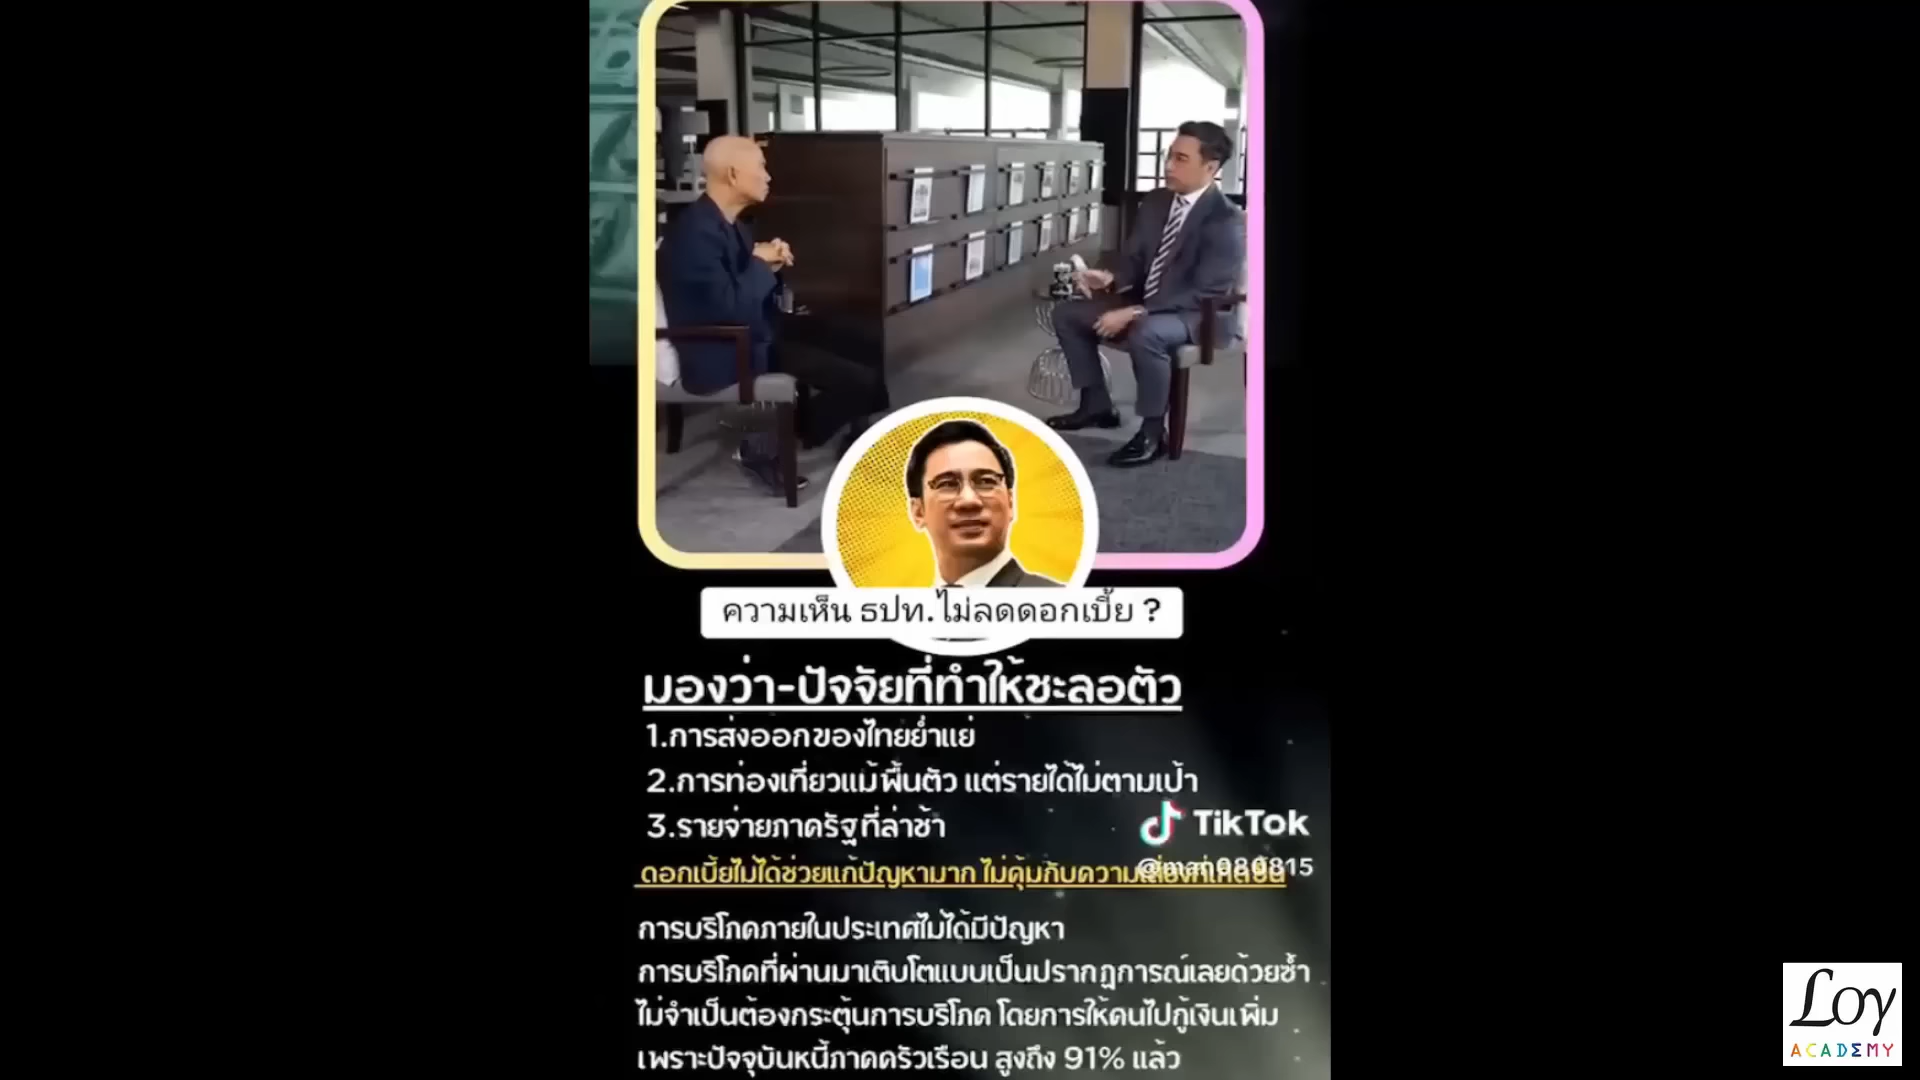 ความเห็น ธปท.ไม่ลดดอกเบี้ย ?
มองว่า-ปัจจัยที่ทำให้ชะลอตัว
1.การส่งออกของไทยย่ำแย่
2.การท่องเที่ยวแม้ฟื้นตัว แต่รายได้ไม่ตามเป้า
3.รายจ่ายภาครัฐที่ล่าช้า
TikTok
@man080815
ดอกเบี้ยไม่ได้ช่วยแก้ปัญหามาก ไม่คุ้มกับความ
การบริโภคภายในประเทศไม่ได้มีปัญหา
การบริโภคที่ผ่านมาเติบโตแบบเป็นปรากฏการณ์เลยด้วยซ้ำ
ไม่จำเป็นต้องกระตุ้นการบริโภค โดยการให้คนไปกู้เงินเพิ่ม
เพราะปัจจุบันหนี้ภาคครัวเรือน สูงถึง 91% แล้ว
Loy
ACADEMY